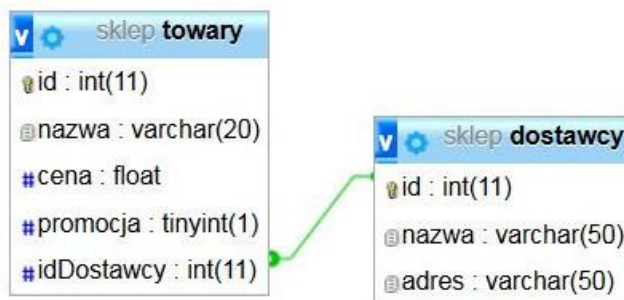 v sklep towary
id : int(11)
nazwa : varchar(20)
# cena : float
# promocja : tinyint(1)
# idDostawcy : int(11)
v sklep dostawcy
id : int(11)
nazwa : varchar(50)
adres : varchar(50)